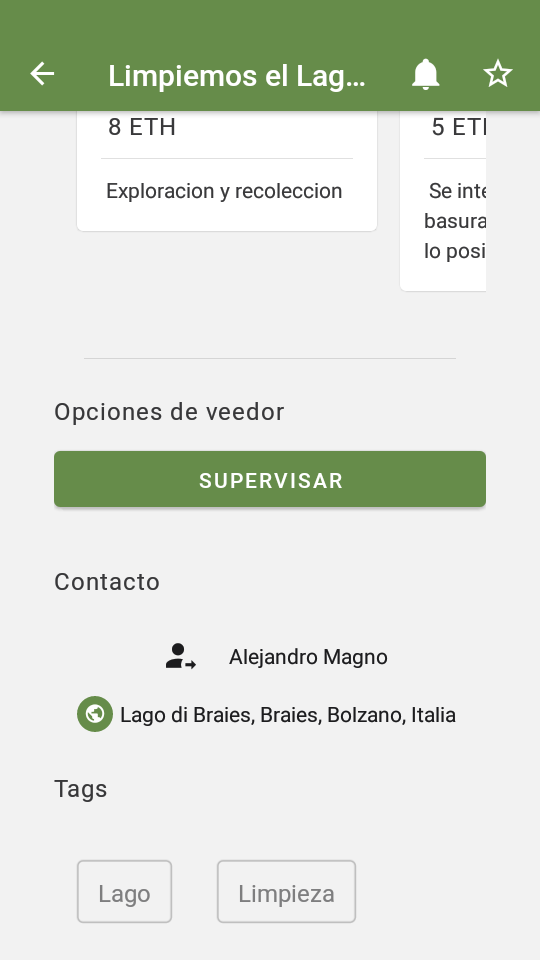 Limpiemos el Lag...
8 ETH
Exploracion y recoleccion
5 ET
Se inte
basura
lo posi
Opciones de veedor
SUPERVISAR
Contacto
Alejandro Magno
Lago di Braies, Braies, Bolzano, Italia
Tags
Lago
Limpieza